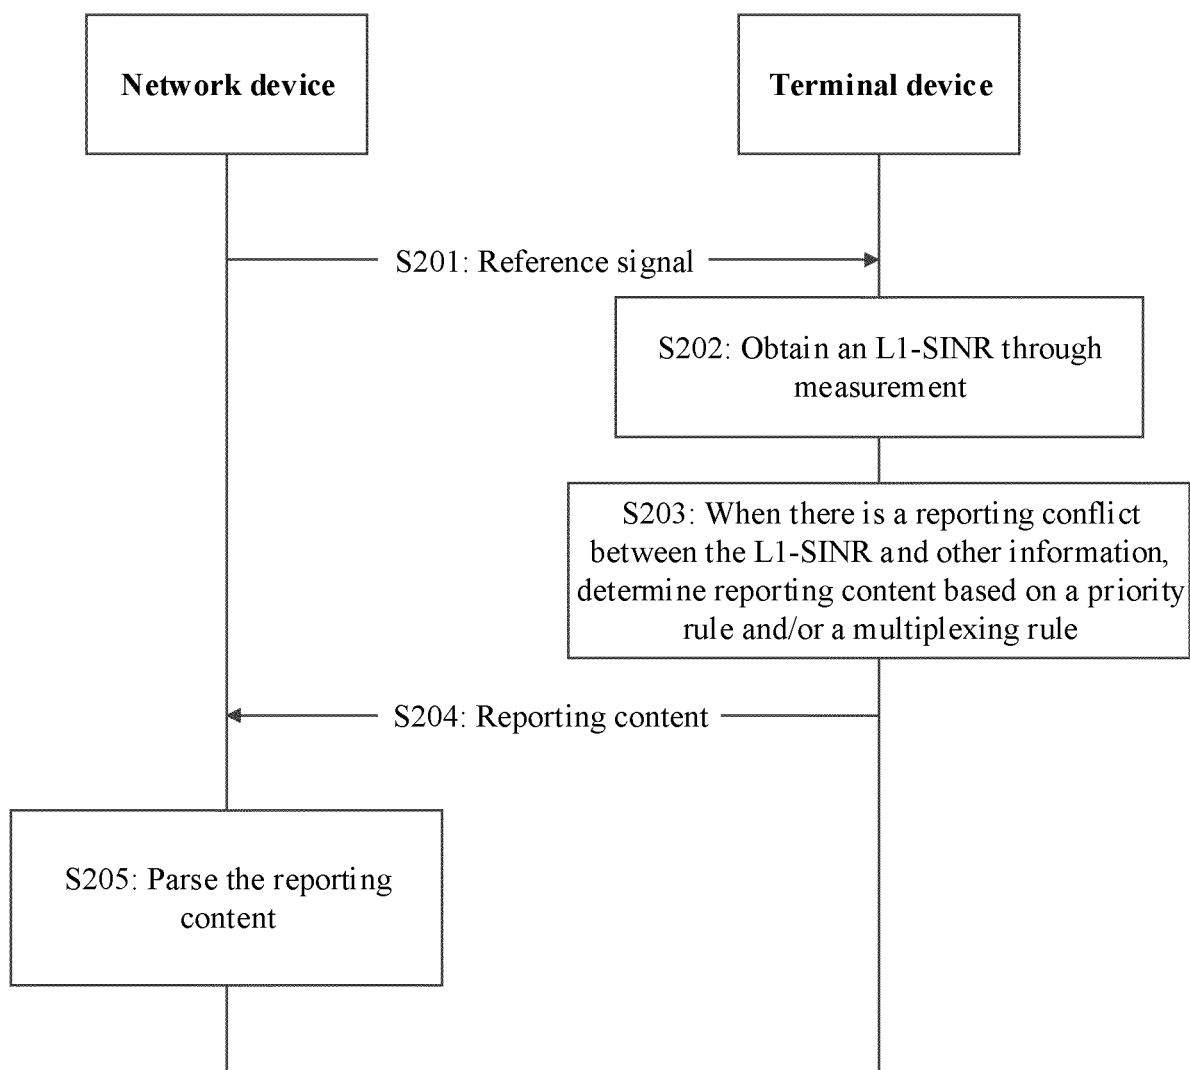 Network device
Terminal device
S201: Reference signal
S202: Obtain an L1-SINR through
measurement
S203: When there is a reporting conflict
between the L1-SINR and other information,
determine reporting content based on a priority
rule and/or a multiplexing rule
S204: Reporting content
S205: Parse the reporting
content